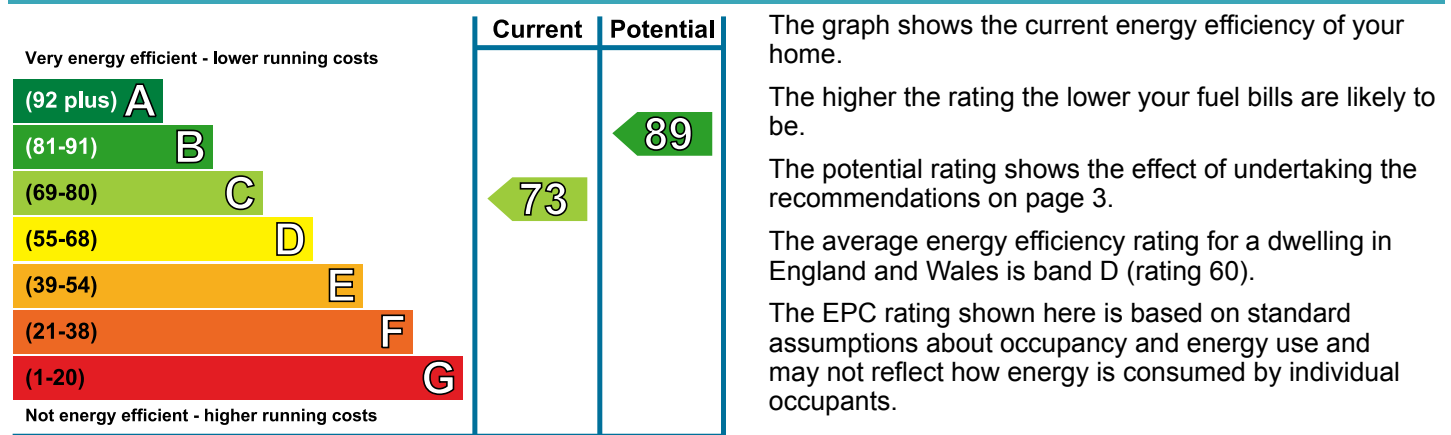 Current Potential
Very energy efficient - lower running costs
(92 plus) A
(81-91) B
89
(69-80) C
73
(55-68) D
(39-54) E
(21-38) F
(1-20) G
Not energy efficient - higher running costs
The graph shows the current energy efficiency of your
home.
The higher the rating the lower your fuel bills are likely to
be.
The potential rating shows the effect of undertaking the
recommendations on page 3.
The average energy efficiency rating for a dwelling in
England and Wales is band D (rating 60).
The EPC rating shown here is based on standard
assumptions about occupancy and energy use and
may not reflect how energy is consumed by individual
occupants.